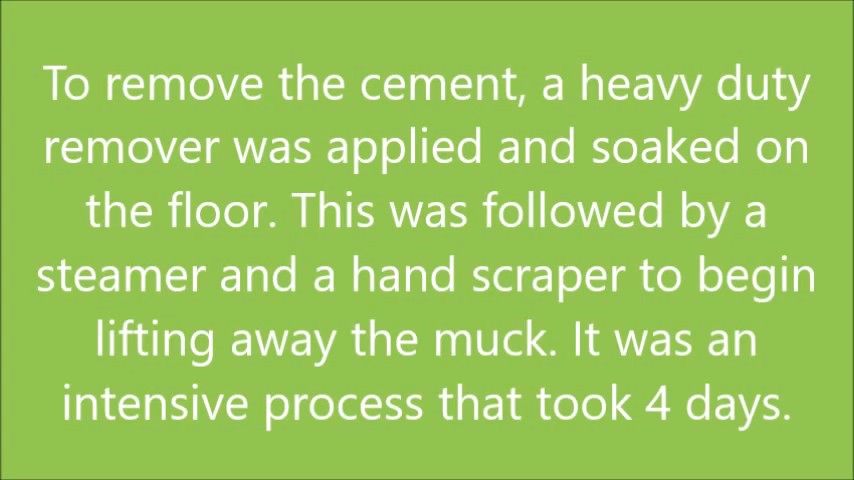 To remove the cement, a heavy duty
remover was applied and soaked on
the floor. This was followed by a
steamer and a hand scraper to begin
lifting away the muck. It was an
intensive process that took 4 days.